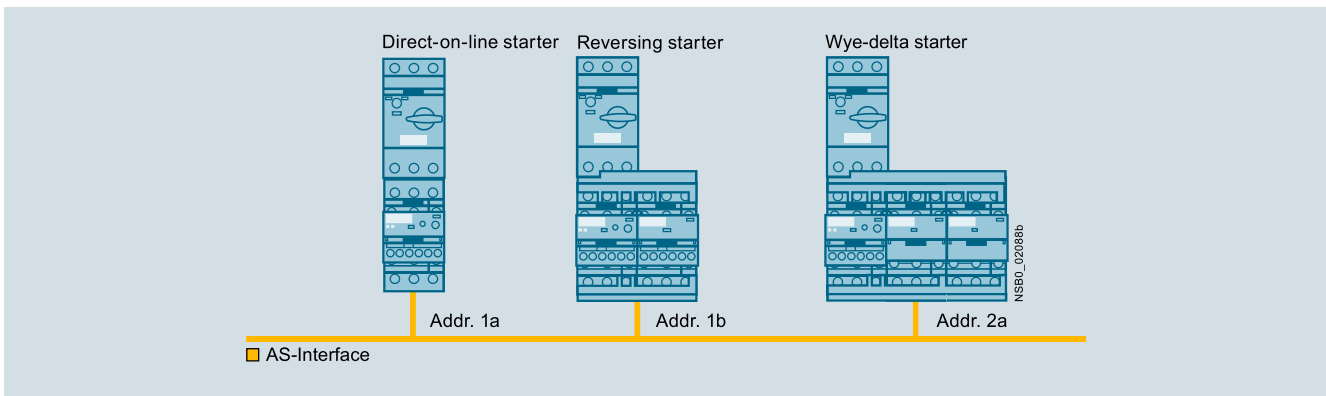 Direct-on-line starter
Reversing starter
Wye-delta starter
NSB0_02088b
Addr. 1a
Addr. 1b
Addr. 2a
AS-Interface